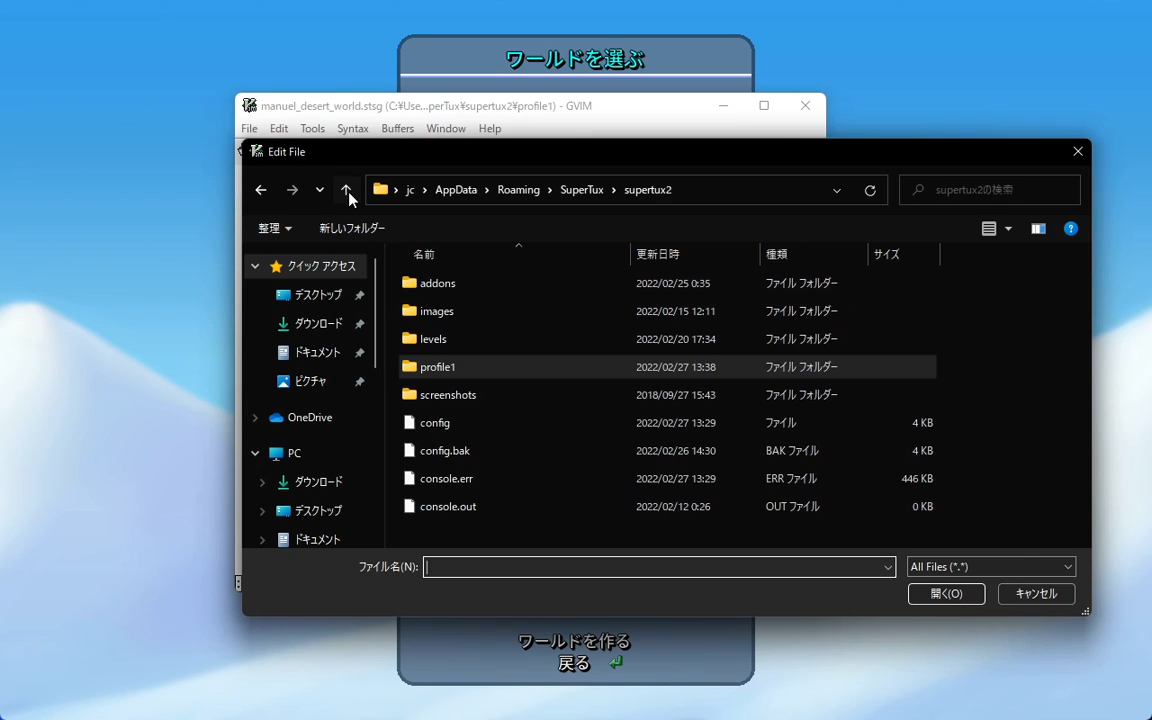 ワールドを選ぶ
manuel_desert_world.stsg (C:¥Use...perTux¥supertux2¥profile1) - GVIM
File Edit Tools Syntax Buffers Window Help
Edit File
jc AppData Roaming SuperTux supertux2
supertux2の検索
整理 新しいフォルダー
名前 更新日時 種類 サイズ
クイック アクセス
デスクトップ
ダウンロード
ドキュメント
ピクチャ
OneDrive
PC
ダウンロード
デスクトップ
ドキュメント
addons 2022/02/25 0:35 ファイル フォルダー
images 2022/02/15 12:11 ファイル フォルダー
levels 2022/02/20 17:34 ファイル フォルダー
profile1 2022/02/27 13:38 ファイル フォルダー
screenshots 2018/09/27 15:43 ファイル フォルダー
config 2022/02/27 13:29 ファイル 4 KB
config.bak 2022/02/26 14:30 BAK ファイル 4 KB
console.err 2022/02/27 13:29 ERR ファイル 446 KB
console.out 2022/02/12 0:26 OUT ファイル 0 KB
ファイル名(N): All Files (*.*)
開く(O) キャンセル
ワールドを作る
戻る